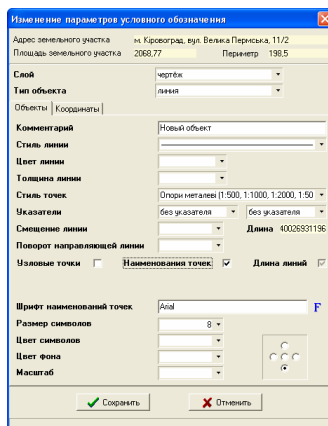 Изменение параметров условного обозначения
Адрес земельного участка м. Кіровоград, вул. Велика Пермська, 11/2
Площадь земельного участка 2068,77 Периметр 198,5
Слой чертёж
Тип объекта линия
Объекты Координаты
Комментарий Новый объект
Стиль линии
Цвет линии
Толщина линии
Стиль точек Опори металеві (1:500, 1:1000, 1:2000, 1:50
Указатели без указателя без указателя
Смещение линии Длина 40026931196
Поворот направляющей линии
Узловые точки Наименования точек Длина линий
Шрифт наименований точек Arial F
Размер символов 8
Цвет символов
Цвет фона
Масштаб
Сохранить Отменить